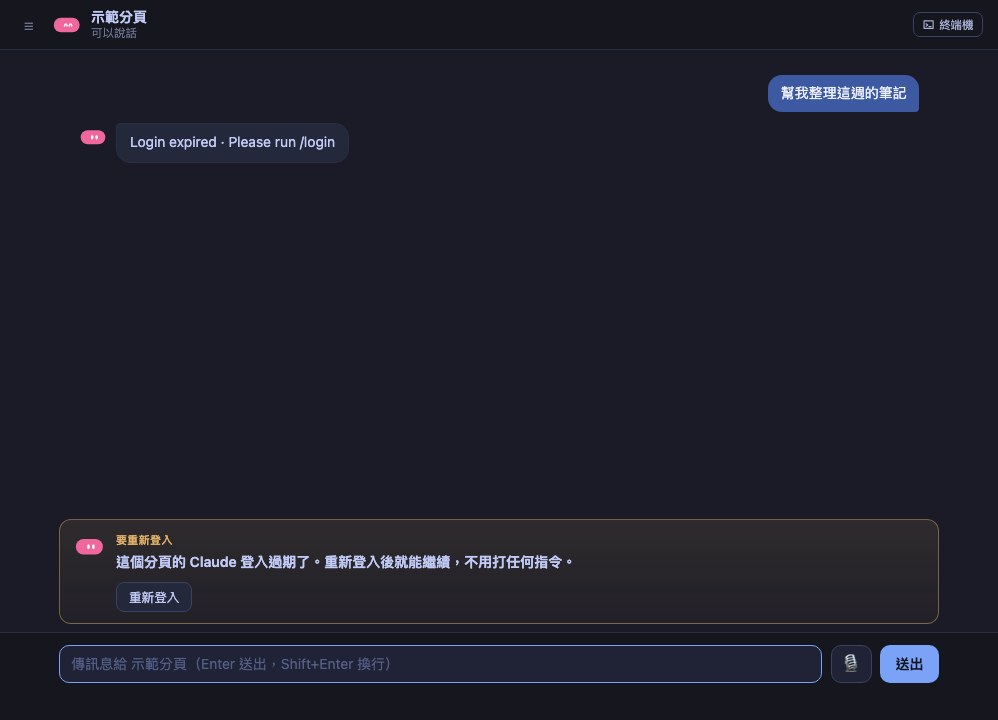 示範分頁
可以說話
終端機
幫我整理這週的筆記
Login expired · Please run /login
要重新登入
這個分頁的 Claude 登入過期了。重新登入後就能繼續，不用打任何指令。
重新登入
傳訊息給 示範分頁（Enter 送出，Shift+Enter 換行）
送出